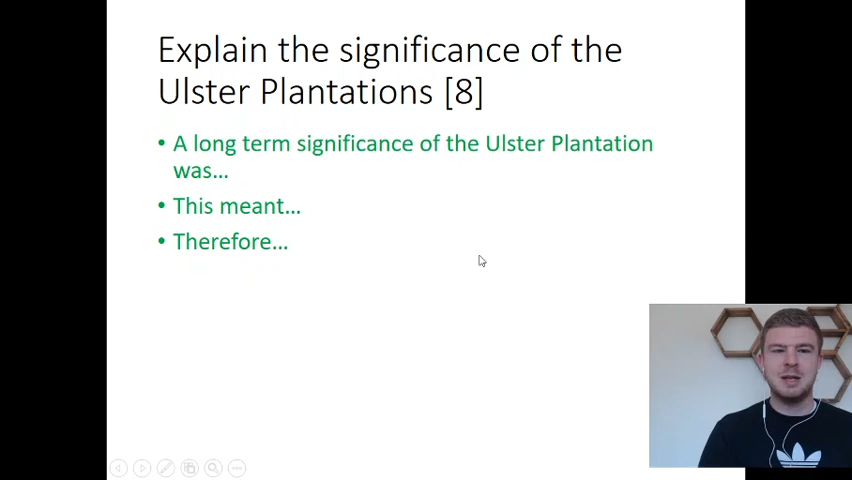 Explain the significance of the
Ulster Plantations [8]
• A long term significance of the Ulster Plantation
was...
• This meant...
• Therefore...